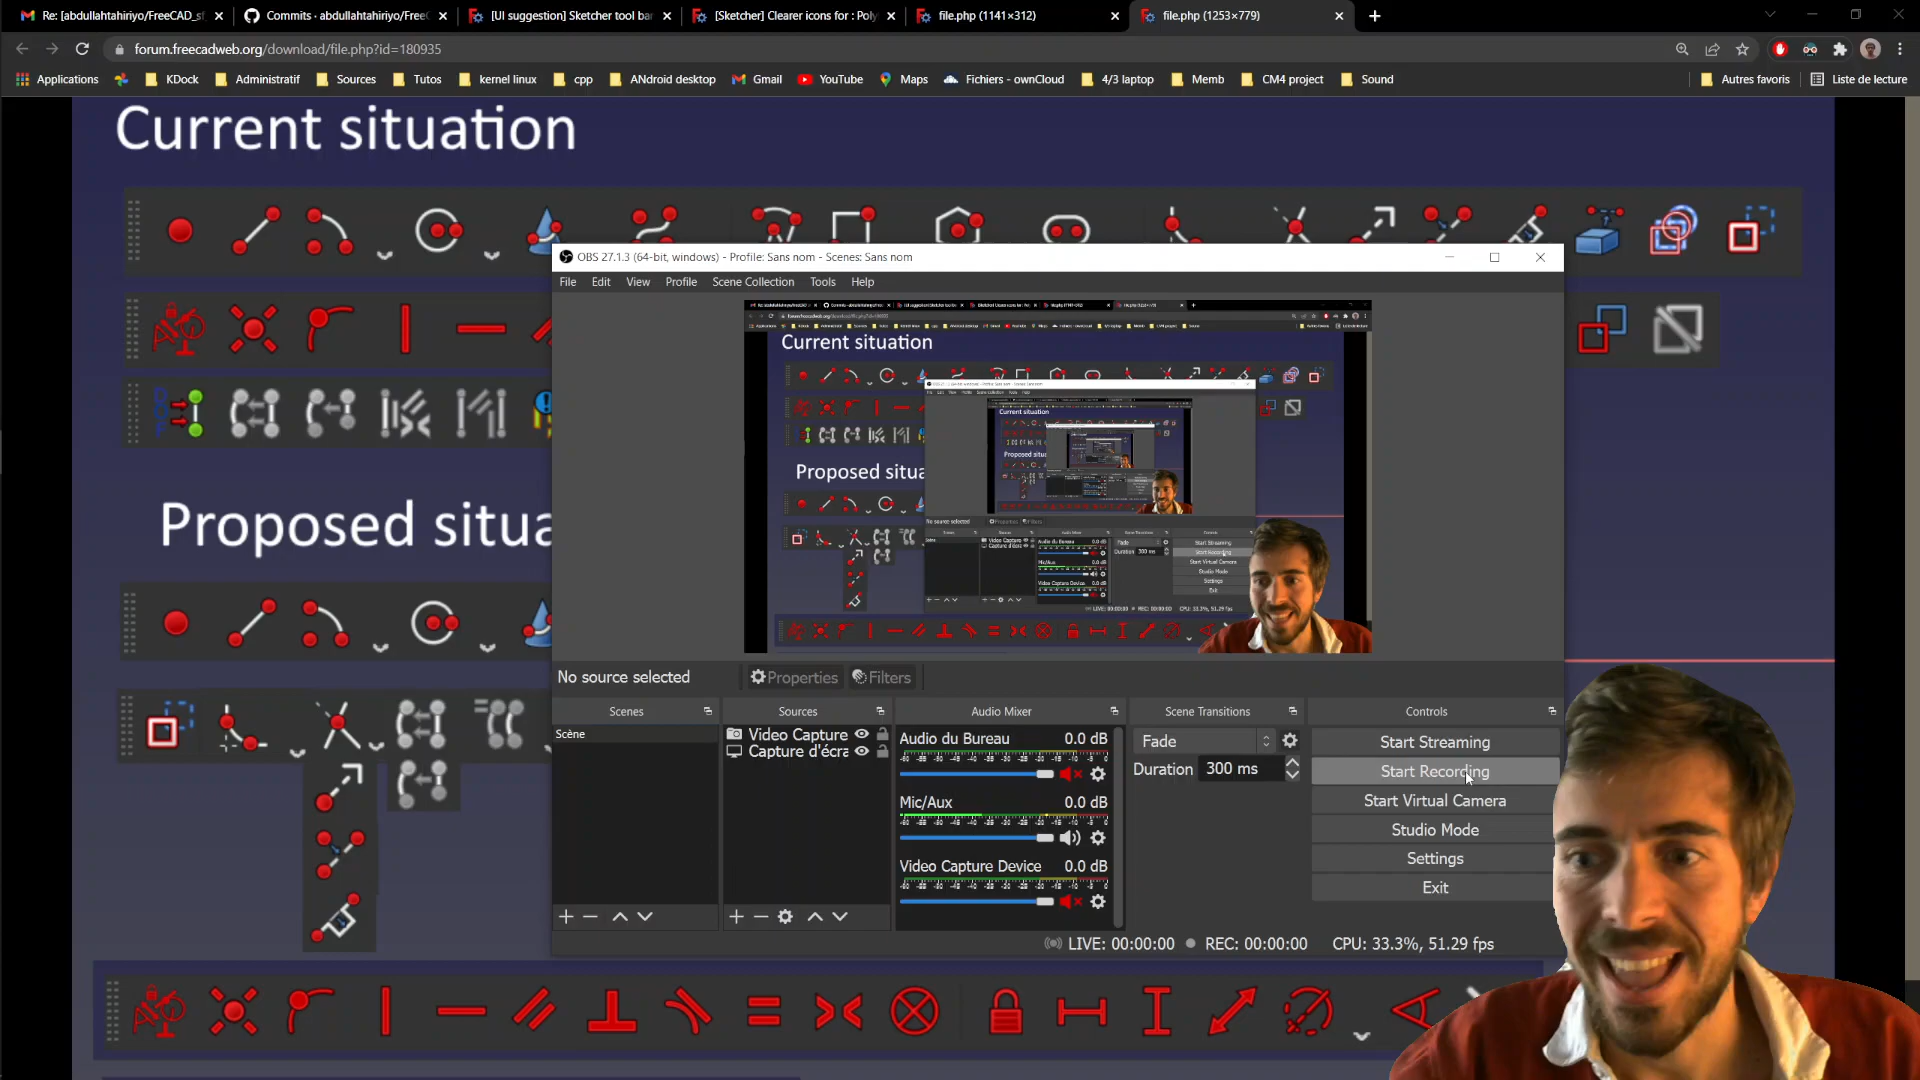 Re: [abdullahtahiriyo/FreeCAD_sf
Commits · abdullahtahiriyo/Free
[UI suggestion] Sketcher tool bar
[Sketcher] Clearer icons for : Poly
file.php (1141×312)
file.php (1253×779)
forum.freecadweb.org/download/file.php?id=180935
Applications
KDock
Administratif
Sources
Tutos
kernel linux
cpp
ANdroid desktop
Gmail
YouTube
Maps
Fichiers - ownCloud
4/3 laptop
Memb
CM4 project
Sound
Autres favoris
Liste de lecture
Current situation
Proposed situa
OBS 27.1.3 (64-bit, windows) - Profile: Sans nom - Scenes: Sans nom
File Edit View Profile Scene Collection Tools Help
Current situation
Proposed situa
No source selected
Properties
Filters
Scenes
Sources
Audio Mixer
Scene Transitions
Controls
Scène
Video Capture
Capture d'écra
Audio du Bureau 0.0 dB
Mic/Aux 0.0 dB
Video Capture Device 0.0 dB
Fade
Duration 300 ms
Start Streaming
Start Recording
Start Virtual Camera
Studio Mode
Settings
Exit
LIVE: 00:00:00
REC: 00:00:00
CPU: 33.3%, 51.29 fps